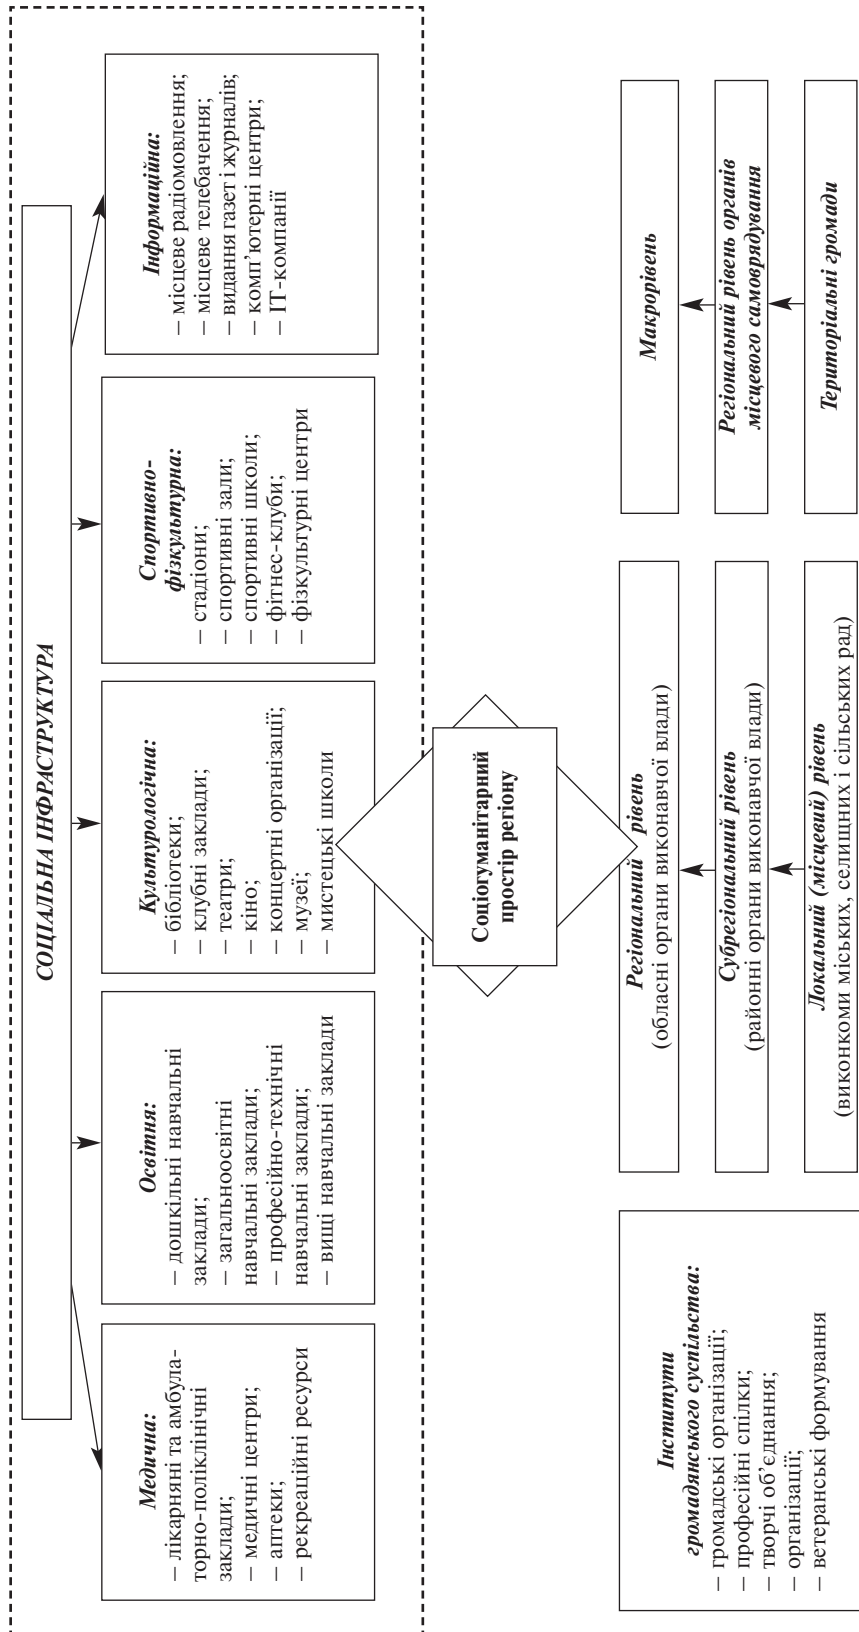 СОЦІАЛЬНА ІНФРАСТРУКТУРА
Медична:
— лікарняні та амбула-
торно-поліклінічні
заклади;
— медичні центри;
— аптеки;
— рекреаційні ресурси
Освітня:
— дошкільні навчальні
заклади;
— загальноосвітні
навчальні заклади;
— професійно-технічні
навчальні заклади;
— вищі навчальні заклади
Культурологічна:
— бібліотеки;
— клубні заклади;
— театри;
— кіно;
— концертні організації;
— музеї;
— мистецькі школи
Спортивно-
фізкультурна:
— стадіони;
— спортивні зали;
— спортивні школи;
— фітнес-клуби;
— фізкультурні центри
Інформаційна:
— місцеве радіомовлення;
— місцеве телебачення;
— видання газет і журналів;
— комп’ютерні центри;
— ІТ-компанії
Соціогуманітарний
простір регіону
Інститути
громадянського суспільства:
— громадські організації;
— професійні спілки;
— творчі об’єднання;
— організації;
— ветеранські формування
Регіональний рівень
(обласні органи виконавчої влади)
Субрегіональний рівень
(районні органи виконавчої влади)
Локальний (місцевий) рівень
(виконкоми міських, селищних і сільських рад)
Макрорівень
Регіональний рівень органів
місцевого самоврядування
Територіальні громади